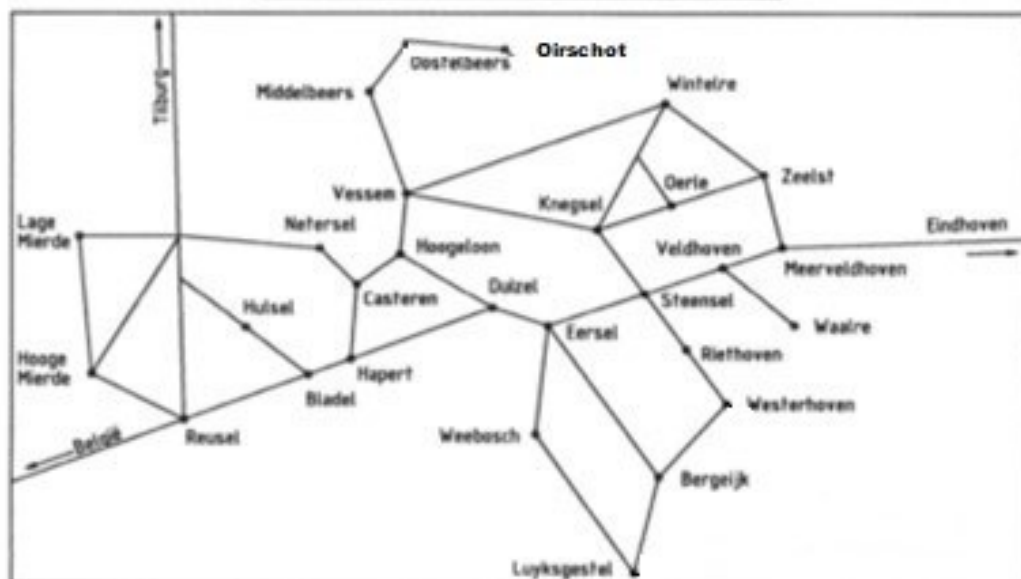 Oirschot
Oostelbeers
Middelbeers
Tilburg
Wintelre
Vessem
Knegsel
Oerle
Zeelst
Lage
Mierde
Netersel
Hoogeloon
Veldhoven
Eindhoven
Meerveldhoven
Casteren
Duizel
Steensel
Hulsel
Eersel
Waalre
Hooge
Mierde
Hapert
Riethoven
Bladel
Westerhoven
België
Reusel
Weebosch
Bergeijk
Luyksgestel